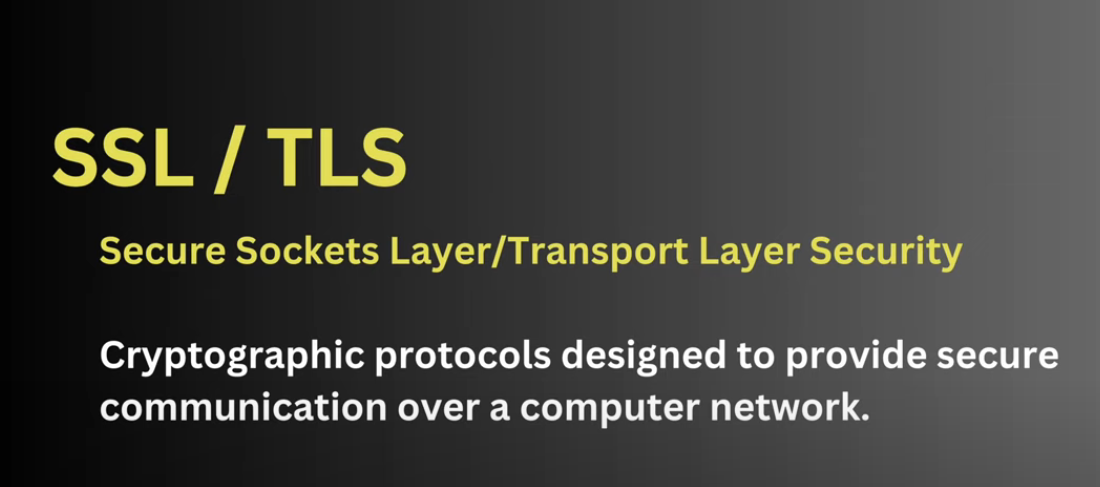 SSL / TLS
Secure Sockets Layer/Transport Layer Security
Cryptographic protocols designed to provide secure
communication over a computer network.